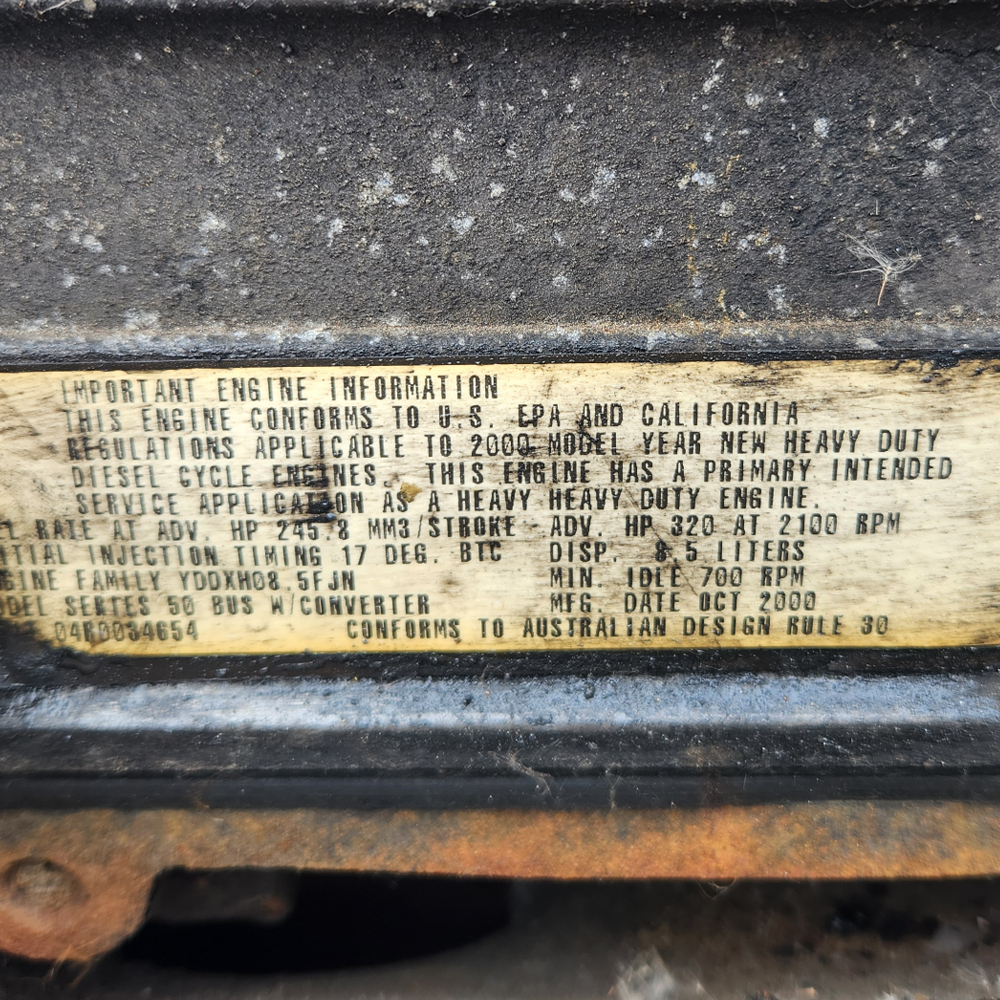 IMPORTANT ENGINE INFORMATION
THIS ENGINE CONFORMS TO U.S. EPA AND CALIFORNIA
REGULATIONS APPLICABLE TO 2000 MODEL YEAR NEW HEAVY DUTY
DIESEL CYCLE ENGINES. THIS ENGINE HAS A PRIMARY INTENDED
SERVICE APPLICATION AS A HEAVY HEAVY DUTY ENGINE.
RATE AT ADV. HP 245.8 MM3/STROKE ADV. HP 320 AT 2100 RPM
INJECTION TIMING 17 DEG. BTC DISP. 8.5 LITERS
FAMILY YDDXH08.5FJN MIN. IDLE 700 RPM
SERIES 50 BUS W/CONVERTER MFG. DATE OCT 2000
04R0034654 CONFORMS TO AUSTRALIAN DESIGN RULE 30